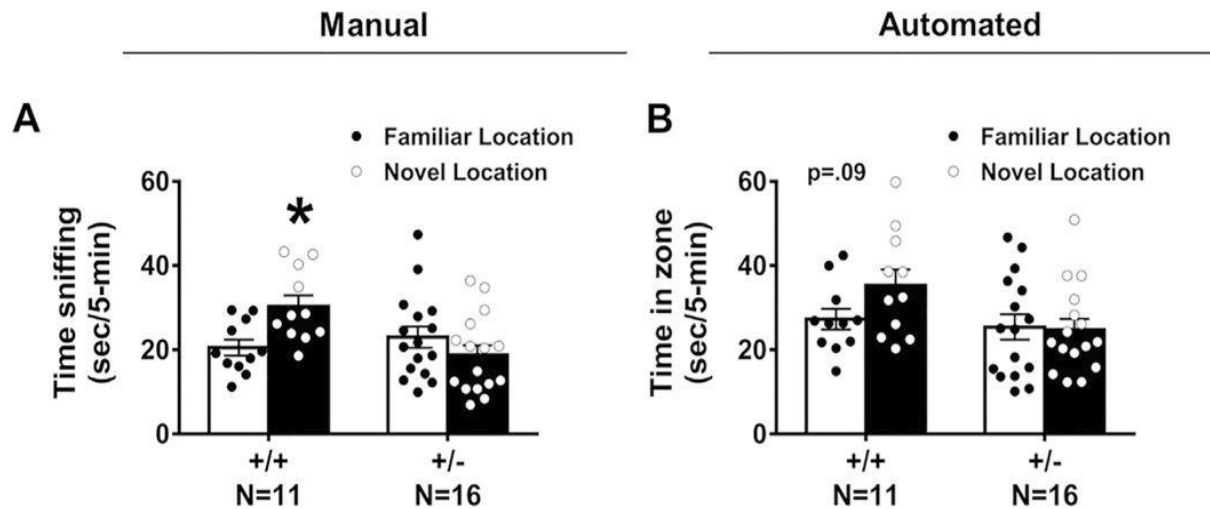 Manual
A
● Familiar Location
○ Novel Location
Time sniffing
(sec/5-min)
60
40
20
0
*
+/+
N=11
+/-
N=16
Automated
B
● Familiar Location
○ Novel Location
p=.09
Time in zone
(sec/5-min)
60
40
20
0
+/+
N=11
+/-
N=16